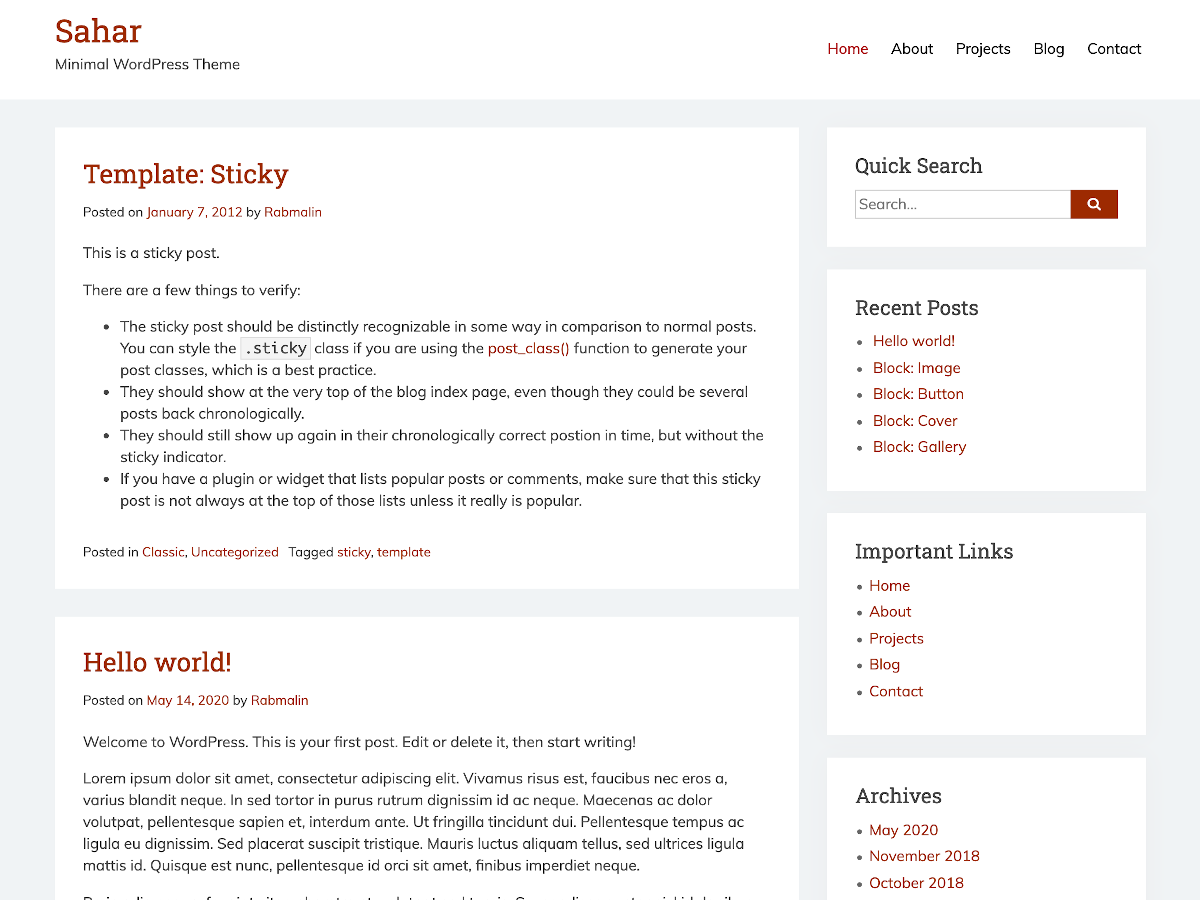 Sahar
Minimal WordPress Theme
Home About Projects Blog Contact
Template: Sticky
Posted on January 7, 2012 by Rabmalin
This is a sticky post.
There are a few things to verify:
The sticky post should be distinctly recognizable in some way in comparison to normal posts.
You can style the .sticky class if you are using the post_class() function to generate your
post classes, which is a best practice.
They should show at the very top of the blog index page, even though they could be several
posts back chronologically.
They should still show up again in their chronologically correct postion in time, but without the
sticky indicator.
If you have a plugin or widget that lists popular posts or comments, make sure that this sticky
post is not always at the top of those lists unless it really is popular.
Posted in Classic, Uncategorized Tagged sticky, template
Hello world!
Posted on May 14, 2020 by Rabmalin
Welcome to WordPress. This is your first post. Edit or delete it, then start writing!
Lorem ipsum dolor sit amet, consectetur adipiscing elit. Vivamus risus est, faucibus nec eros a,
varius blandit neque. In sed tortor in purus rutrum dignissim id ac neque. Maecenas ac dolor
volutpat, pellentesque sapien et, interdum ante. Ut fringilla tincidunt dui. Pellentesque tempus ac
ligula eu dignissim. Sed placerat suscipit tristique. Mauris luctus aliquam tellus, sed ultrices ligula
mattis id. Quisque est nunc, pellentesque id orci sit amet, finibus imperdiet neque.
Quick Search
Search...
Recent Posts
Hello world!
Block: Image
Block: Button
Block: Cover
Block: Gallery
Important Links
Home
About
Projects
Blog
Contact
Archives
May 2020
November 2018
October 2018